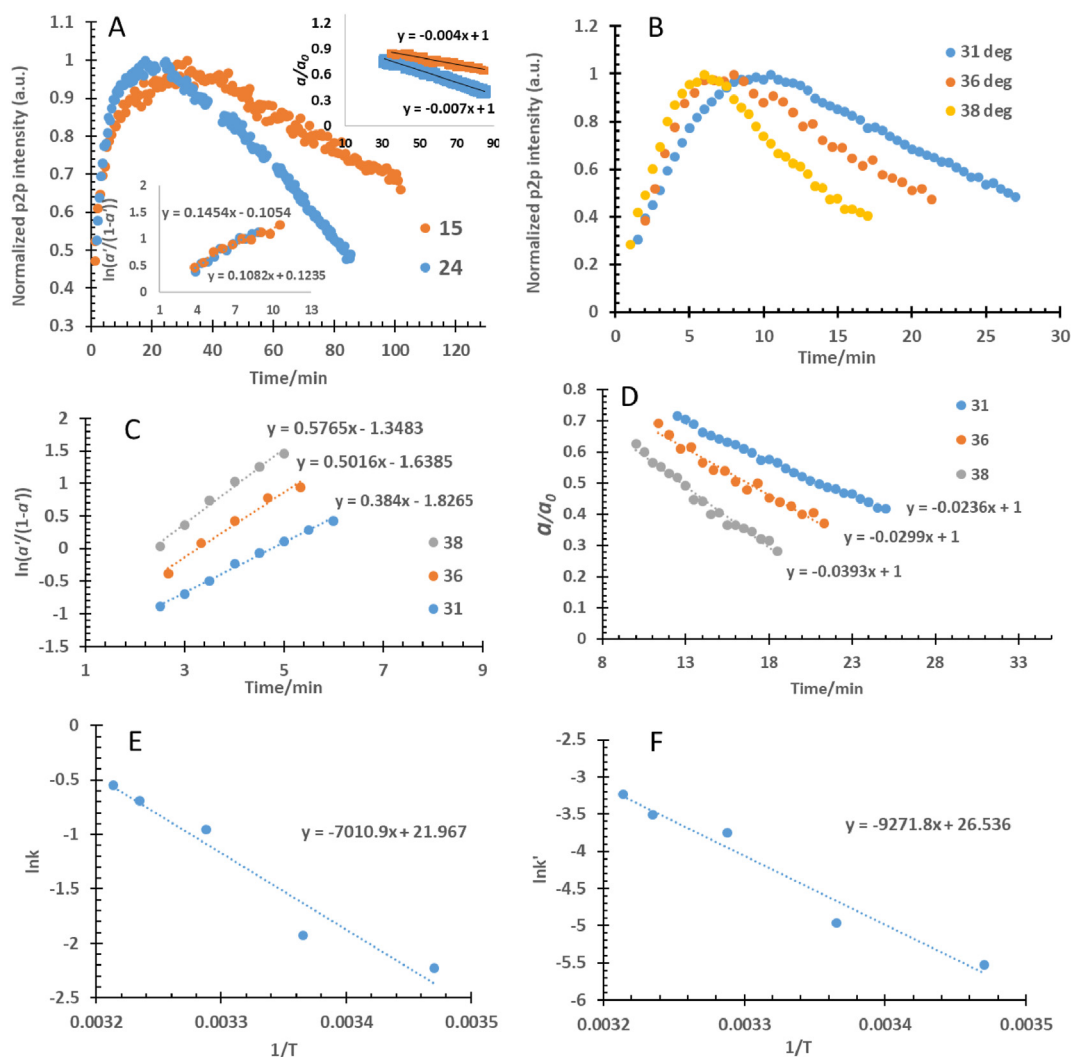 A
Normalized p2p intensity (a.u.)
1.1
1
0.9
0.8
0.7
0.6
0.5
0.4
0.3
0 20 40 60 80 100 120
Time/min
15
24
a/a0
1.2
0.9
0.6
0.3
0
10 30 50 70 90
y = -0.004x + 1
y = -0.007x + 1
ln(a'/(1-a'))
2
1.5
1
0.5
0
1 4 7 10 13
y = 0.1454x - 0.1054
y = 0.1082x + 0.1235
B
Normalized p2p intensity (a.u.)
1.2
1
0.8
0.6
0.4
0.2
0
0 5 10 15 20 25 30
Time/min
31 deg
36 deg
38 deg
C
ln(a'/(1-a'))
2
1.5
1
0.5
0
-0.5
-1
-1.5
1 3 5 7 9
Time/min
y = 0.5765x - 1.3483
y = 0.5016x - 1.6385
y = 0.384x - 1.8265
38
36
31
D
a/a0
0.8
0.7
0.6
0.5
0.4
0.3
0.2
0.1
0
8 13 18 23 28 33
Time/min
31
36
38
y = -0.0236x + 1
y = -0.0299x + 1
y = -0.0393x + 1
E
lnk
0
-0.5
-1
-1.5
-2
-2.5
0.0032 0.0033 0.0034 0.0035
1/T
y = -7010.9x + 21.967
F
lnk'
-2.5
-3
-3.5
-4
-4.5
-5
-5.5
-6
0.0032 0.0033 0.0034 0.0035
1/T
y = -9271.8x + 26.536